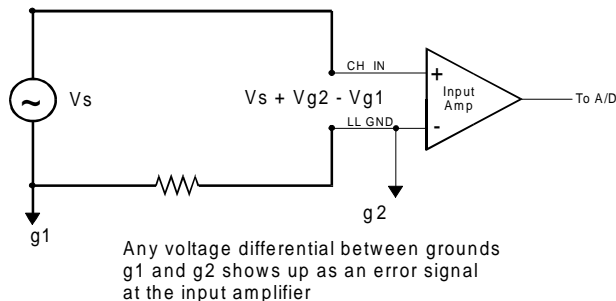 CH IN
+
Input
Amp
To A/D
~
Vs
Vs + Vg2 - Vg1
LL GND
-
g1
g2
Any voltage differential between grounds
g1 and g2 shows up as an error signal
at the input amplifier